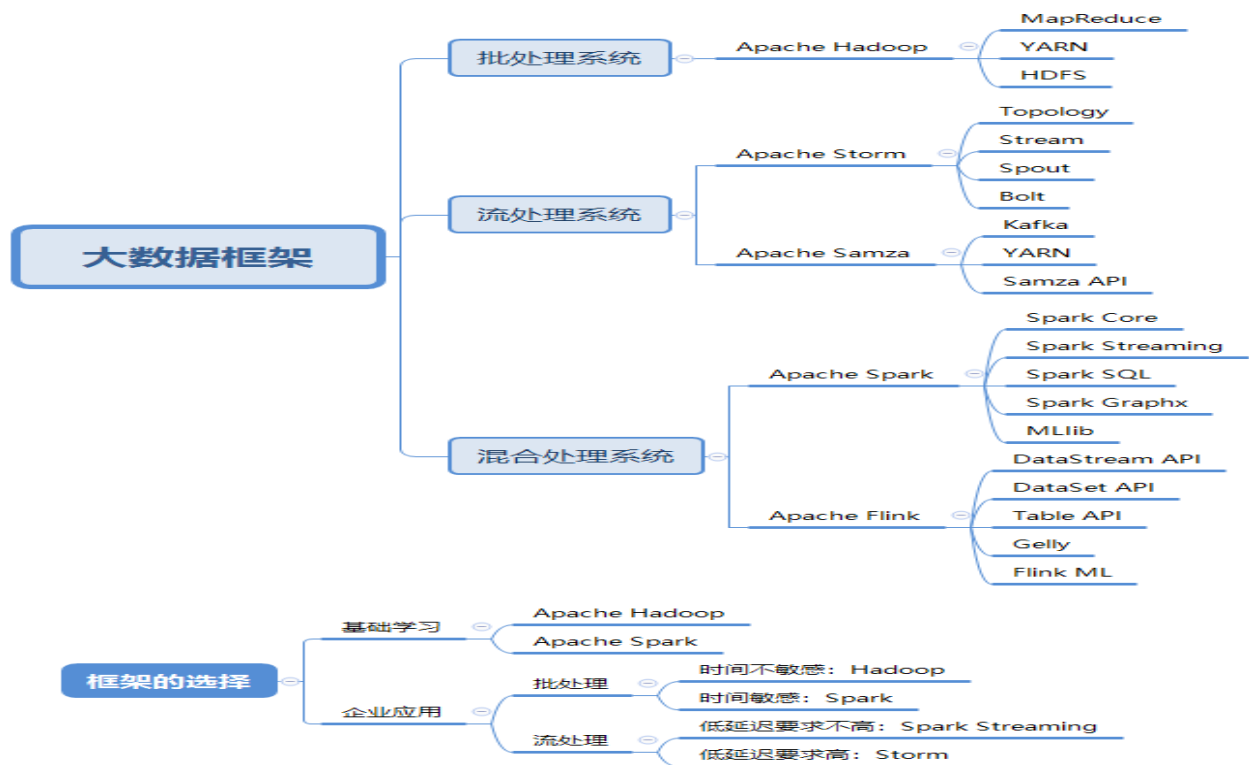 大数据框架
批处理系统
Apache Hadoop
MapReduce
YARN
HDFS
流处理系统
Apache Storm
Topology
Stream
Spout
Bolt
Apache Samza
Kafka
YARN
Samza API
混合处理系统
Apache Spark
Spark Core
Spark Streaming
Spark SQL
Spark Graphx
MLlib
Apache Flink
DataStream API
DataSet API
Table API
Gelly
Flink ML
框架的选择
基础学习
Apache Hadoop
Apache Spark
企业应用
批处理
时间不敏感：Hadoop
时间敏感：Spark
流处理
低延迟要求不高：Spark Streaming
低延迟要求高：Storm